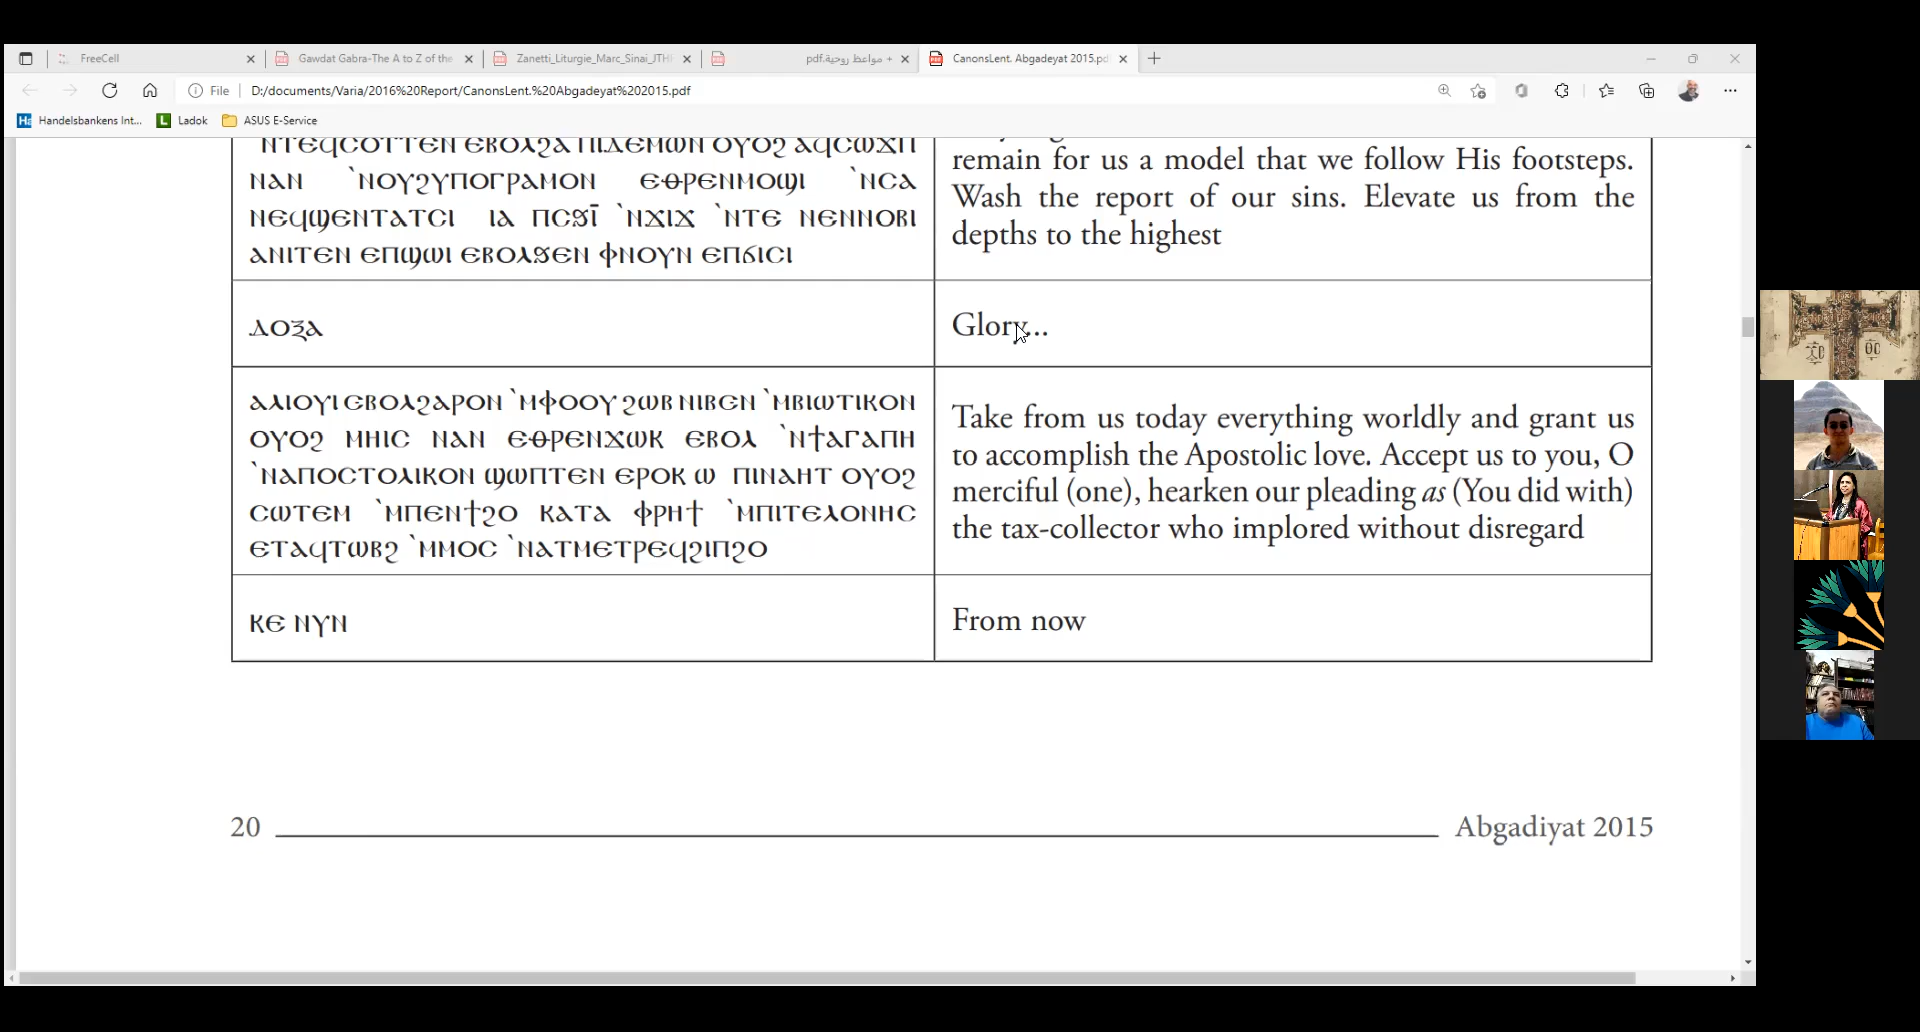 FreeCell
Gawdat Gabra-The A to Z of the
Zanetti_Liturgie_Marc_Sinai_JTH
مواعظ روحية.pdf +
CanonsLent. Abgadeyat 2015.pd
File
D:/documents/Varia/2016%20Report/CanonsLent.%20Abgadeyat%202015.pdf
Handelsbankens Int...
Ladok
ASUS E-Service
ⲛⲧⲉϥⲥⲟⲧⲧⲉⲛ ⲉⲃⲟⲗϩⲁ ⲡⲓⲇⲉⲙⲱⲛ ⲟⲩⲟϩ ⲁϥⲥⲱϫⲡ
ⲛⲁⲛ `ⲛⲟⲩϩⲩⲡⲟⲅⲣⲁⲙⲟⲛ ⲉⲑⲣⲉⲛⲙⲟϣⲓ `ⲛⲥⲁ
ⲛⲉϥϣⲉⲛⲧⲁⲧⲥⲓ ⲓⲁ ⲡⲥϧⲓ̄ `ⲛϫⲓϫ `ⲛⲧⲉ ⲛⲉⲛⲛⲟⲃⲓ
ⲁⲛⲓⲧⲉⲛ ⲉⲡϣⲱⲓ ⲉⲃⲟⲗϧⲉⲛ ⲫⲛⲟⲩⲛ ⲉⲡϭⲓⲥⲓ
remain for us a model that we follow His footsteps.
Wash the report of our sins. Elevate us from the
depths to the highest
ⲇⲟⲝⲁ
Glory...
ⲁⲗⲓⲟⲩⲓ ⲉⲃⲟⲗϩⲁⲣⲟⲛ `ⲙⲫⲟⲟⲩ ϩⲱⲃ ⲛⲓⲃⲉⲛ `ⲙⲃⲓⲱⲧⲓⲕⲟⲛ
ⲟⲩⲟϩ ⲙⲏⲓⲥ ⲛⲁⲛ ⲉⲑⲣⲉⲛϫⲱⲕ ⲉⲃⲟⲗ `ⲛϯⲁⲅⲁⲡⲏ
`ⲛⲁⲡⲟⲥⲧⲟⲗⲓⲕⲟⲛ ϣⲱⲡⲧⲉⲛ ⲉⲣⲟⲕ ⲱ ⲡⲓⲛⲁⲏⲧ ⲟⲩⲟϩ
ⲥⲱⲧⲉⲙ `ⲙⲡⲉⲛϯϩⲟ ⲕⲁⲧⲁ ⲫⲣⲏϯ `ⲙⲡⲓⲧⲉⲗⲟⲛⲏⲥ
ⲉⲧⲁϥⲧⲱⲃϩ `ⲙⲙⲟⲥ `ⲛⲁⲧⲙⲉⲧⲣⲉϥϩⲓⲡϩⲟ
Take from us today everything worldly and grant us
to accomplish the Apostolic love. Accept us to you, O
merciful (one), hearken our pleading as (You did with)
the tax-collector who implored without disregard
ⲕⲉ ⲛⲩⲛ
From now
20
Abgadiyat 2015